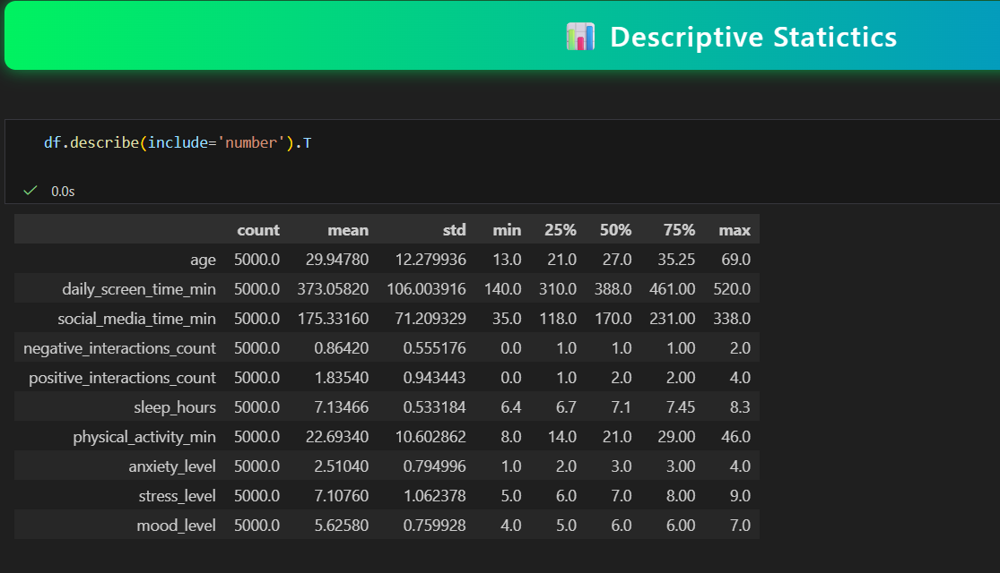 📊 Descriptive Statictics
df.describe(include='number').T
0.0s
count mean std min 25% 50% 75% max
age 5000.0 29.94780 12.279936 13.0 21.0 27.0 35.25 69.0
daily_screen_time_min 5000.0 373.05820 106.003916 140.0 310.0 388.0 461.00 520.0
social_media_time_min 5000.0 175.33160 71.209329 35.0 118.0 170.0 231.00 338.0
negative_interactions_count 5000.0 0.86420 0.555176 0.0 1.0 1.0 1.00 2.0
positive_interactions_count 5000.0 1.83540 0.943443 0.0 1.0 2.0 2.00 4.0
sleep_hours 5000.0 7.13466 0.533184 6.4 6.7 7.1 7.45 8.3
physical_activity_min 5000.0 22.69340 10.602862 8.0 14.0 21.0 29.00 46.0
anxiety_level 5000.0 2.51040 0.794996 1.0 2.0 3.0 3.00 4.0
stress_level 5000.0 7.10760 1.062378 5.0 6.0 7.0 8.00 9.0
mood_level 5000.0 5.62580 0.759928 4.0 5.0 6.0 6.00 7.0